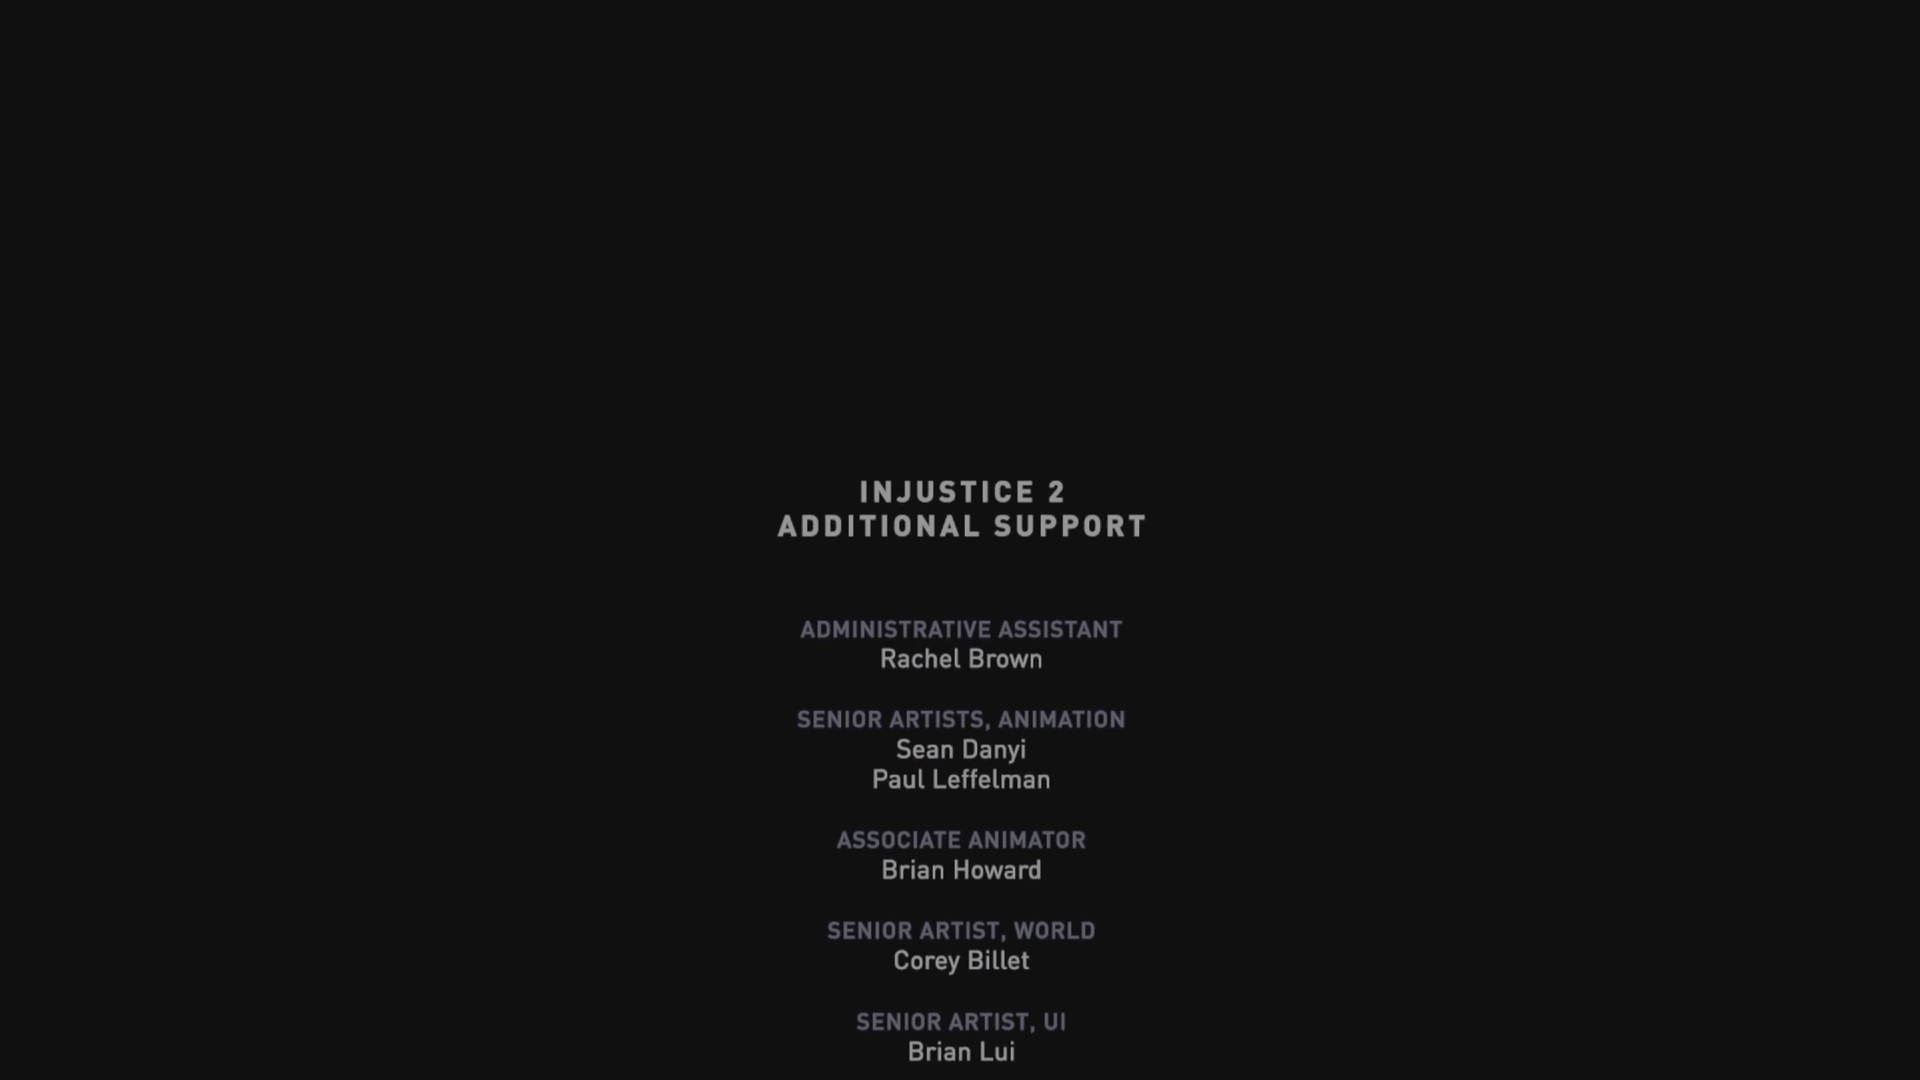 INJUSTICE 2
ADDITIONAL SUPPORT
ADMINISTRATIVE ASSISTANT
Rachel Brown
SENIOR ARTISTS, ANIMATION
Sean Danyi
Paul Leffelman
ASSOCIATE ANIMATOR
Brian Howard
SENIOR ARTIST, WORLD
Corey Billet
SENIOR ARTIST, UI
Brian Lui